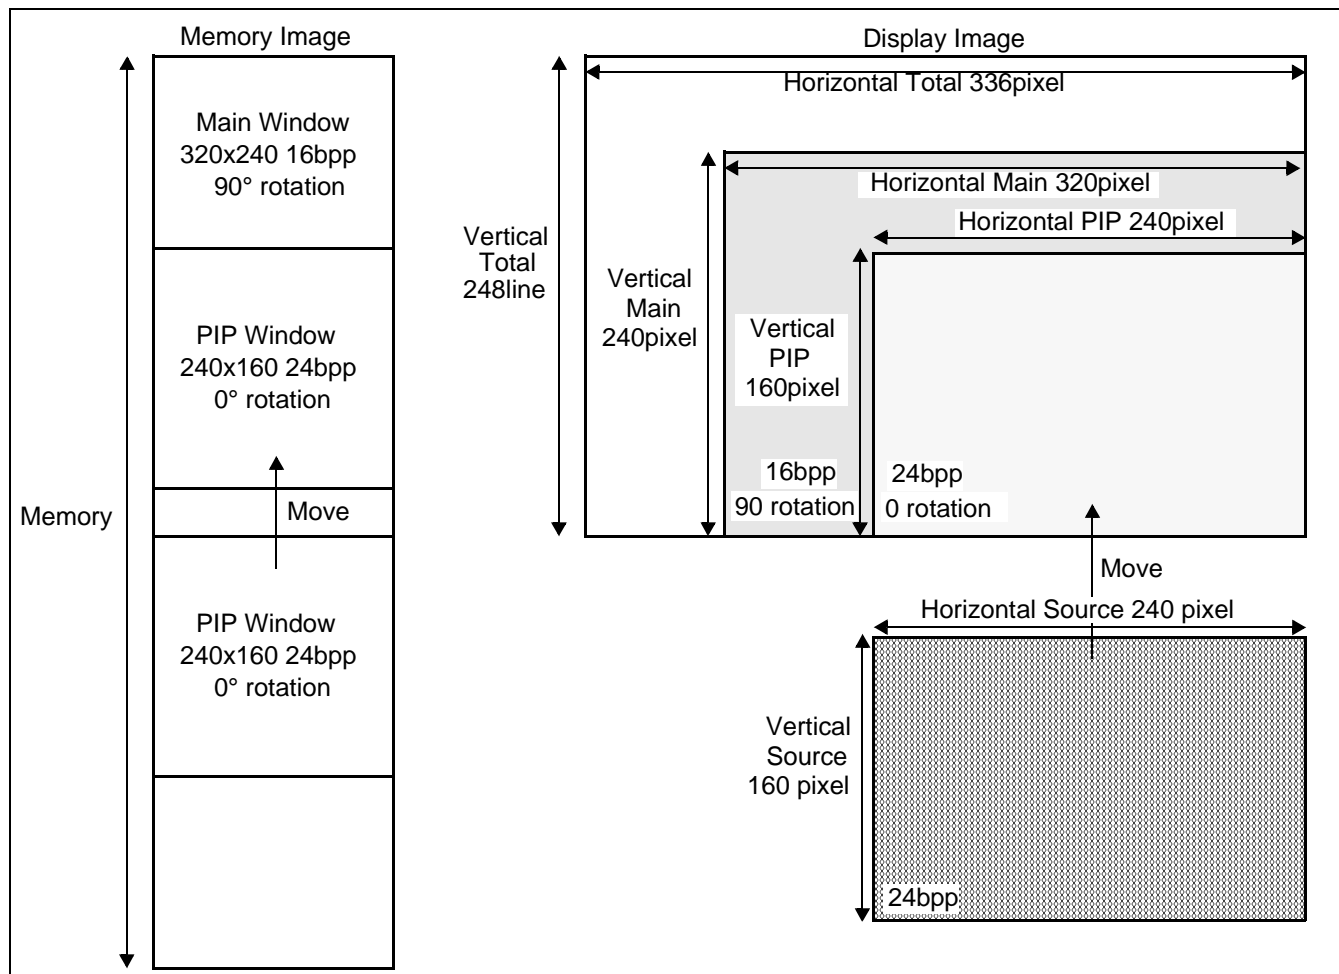 Memory Image
Main Window
320x240 16bpp
90° rotation
PIP Window
240x160 24bpp
0° rotation
Move
Memory
PIP Window
240x160 24bpp
0° rotation
Display Image
Horizontal Total 336pixel
Horizontal Main 320pixel
Horizontal PIP 240pixel
Vertical
Total
248line
Vertical
Main
240pixel
Vertical
PIP
160pixel
16bpp
90 rotation
24bpp
0 rotation
Move
Horizontal Source 240 pixel
Vertical
Source
160 pixel
24bpp